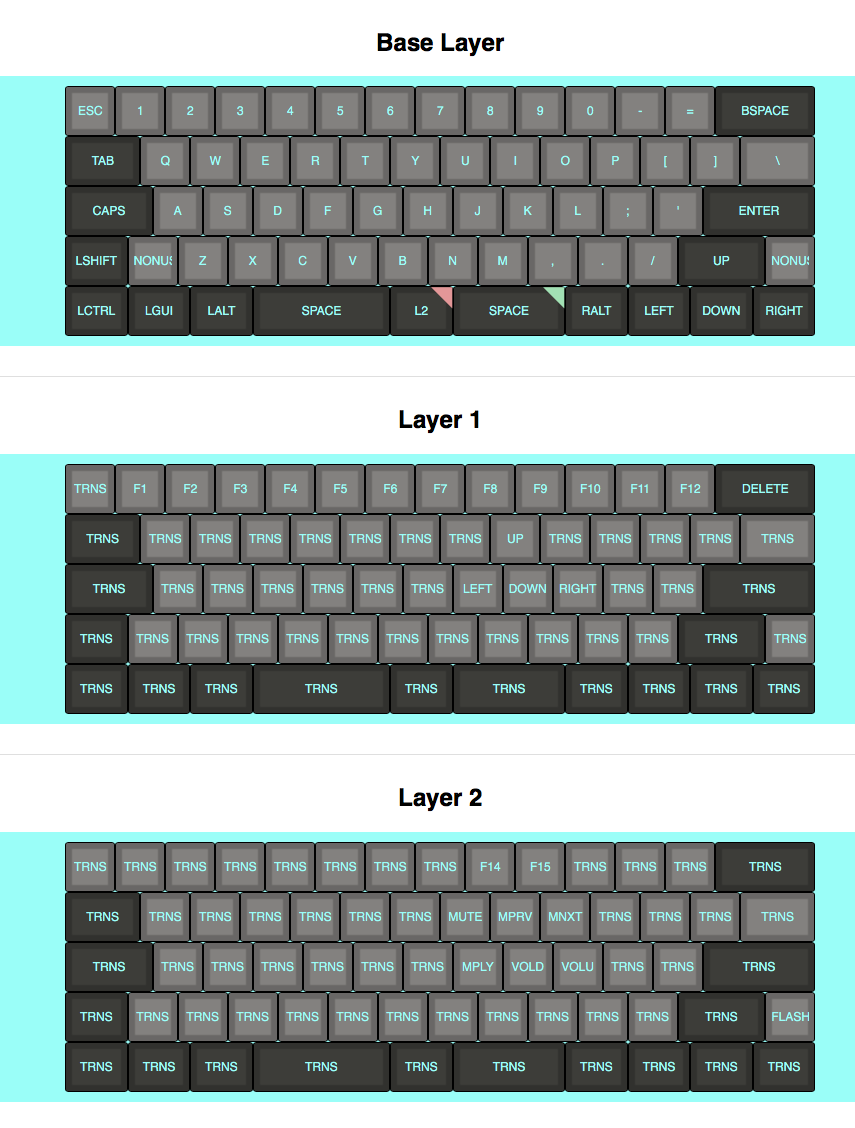 Base Layer
ESC 1 2 3 4 5 6 7 8 9 0 - = BSPACE
TAB Q W E R T Y U I O P [ ] \
CAPS A S D F G H J K L ; ' ENTER
LSHIFT NONUS Z X C V B N M , . / UP NONUS
LCTRL LGUI LALT SPACE L2 SPACE RALT LEFT DOWN RIGHT
Layer 1
TRNS F1 F2 F3 F4 F5 F6 F7 F8 F9 F10 F11 F12 DELETE
TRNS TRNS TRNS TRNS TRNS TRNS TRNS TRNS UP TRNS TRNS TRNS TRNS TRNS
TRNS TRNS TRNS TRNS TRNS TRNS TRNS LEFT DOWN RIGHT TRNS TRNS TRNS
TRNS TRNS TRNS TRNS TRNS TRNS TRNS TRNS TRNS TRNS TRNS TRNS TRNS TRNS
TRNS TRNS TRNS TRNS TRNS TRNS TRNS TRNS TRNS TRNS
Layer 2
TRNS TRNS TRNS TRNS TRNS TRNS TRNS TRNS F14 F15 TRNS TRNS TRNS TRNS
TRNS TRNS TRNS TRNS TRNS TRNS TRNS MUTE MPRV MNXT TRNS TRNS TRNS TRNS
TRNS TRNS TRNS TRNS TRNS TRNS TRNS MPLY VOLD VOLU TRNS TRNS TRNS
TRNS TRNS TRNS TRNS TRNS TRNS TRNS TRNS TRNS TRNS TRNS TRNS TRNS FLASH
TRNS TRNS TRNS TRNS TRNS TRNS TRNS TRNS TRNS TRNS